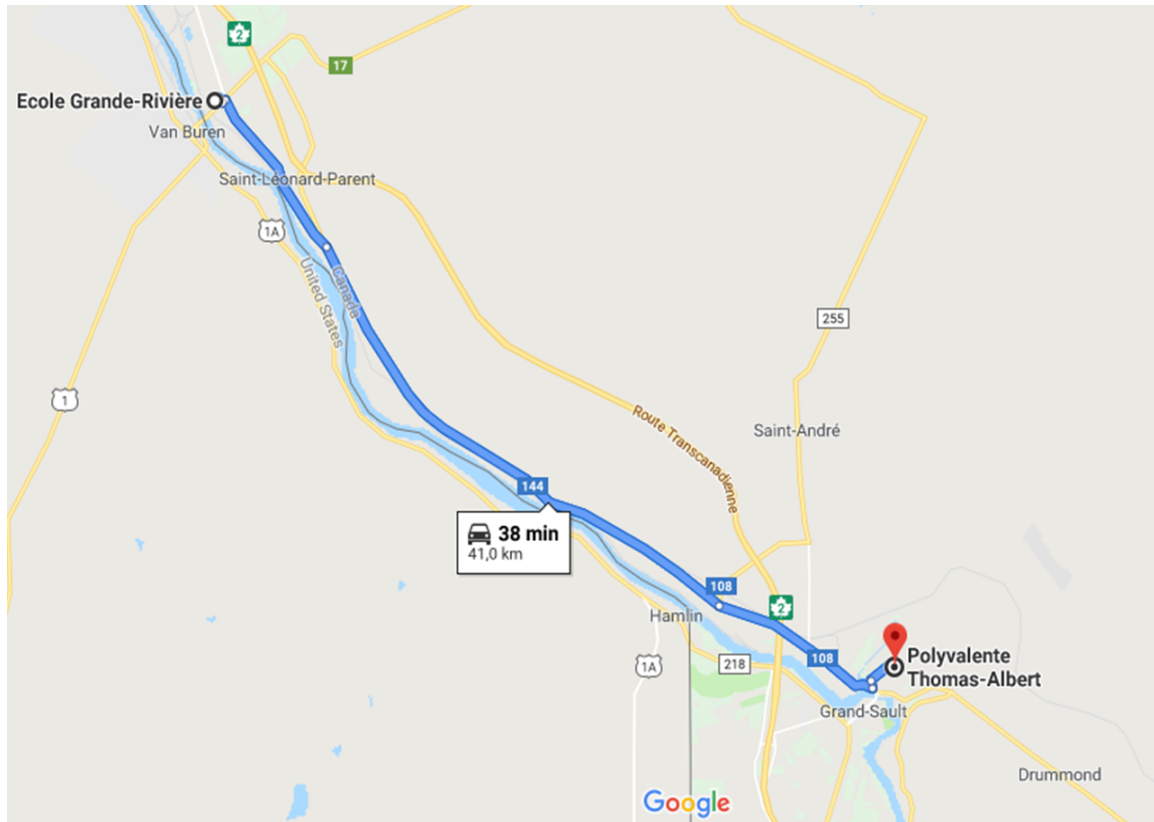 2
17
Ecole Grande-Rivière
Van Buren
Saint-Léonard-Parent
1A
Canada
United States
255
1
Route Transcanadienne
Saint-André
144
38 min
41,0 km
108
2
Hamlin
108
Polyvalente
Thomas-Albert
218
1A
Grand-Sault
Drummond
Google